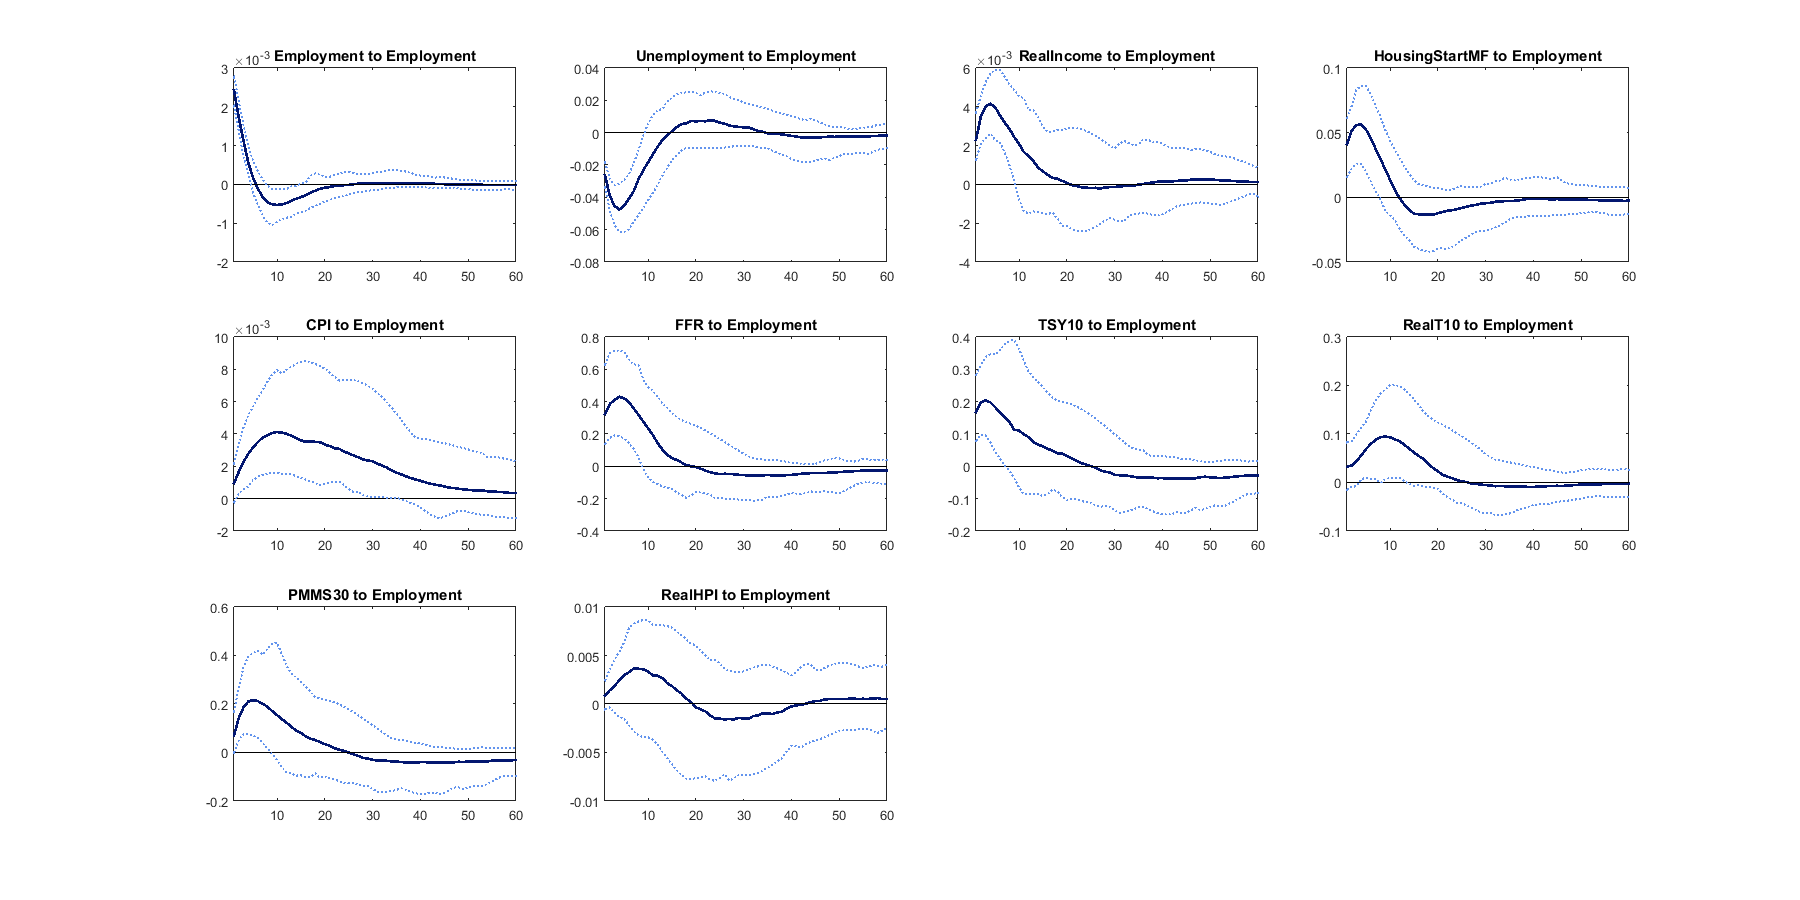 ×10⁻³ Employment to Employment
3
2
1
0
-1
-2
10 20 30 40 50 60
Unemployment to Employment
0.04
0.02
0
-0.02
-0.04
-0.06
-0.08
10 20 30 40 50 60
×10⁻³ RealIncome to Employment
6
4
2
0
-2
-4
10 20 30 40 50 60
HousingStartMF to Employment
0.1
0.05
0
-0.05
10 20 30 40 50 60
×10⁻³ CPI to Employment
10
8
6
4
2
0
-2
10 20 30 40 50 60
FFR to Employment
0.8
0.6
0.4
0.2
0
-0.2
-0.4
10 20 30 40 50 60
TSY10 to Employment
0.4
0.3
0.2
0.1
0
-0.1
-0.2
10 20 30 40 50 60
RealT10 to Employment
0.3
0.2
0.1
0
-0.1
10 20 30 40 50 60
PMMS30 to Employment
0.6
0.4
0.2
0
-0.2
10 20 30 40 50 60
RealHPI to Employment
0.01
0.005
0
-0.005
-0.01
10 20 30 40 50 60